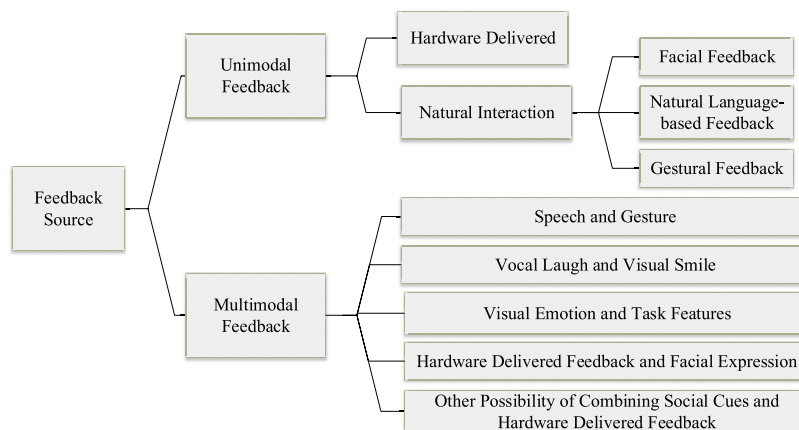 Feedback
Source
Unimodal
Feedback
Hardware Delivered
Natural Interaction
Facial Feedback
Natural Language-
based Feedback
Gestural Feedback
Multimodal
Feedback
Speech and Gesture
Vocal Laugh and Visual Smile
Visual Emotion and Task Features
Hardware Delivered Feedback and Facial Expression
Other Possibility of Combining Social Cues and
Hardware Delivered Feedback